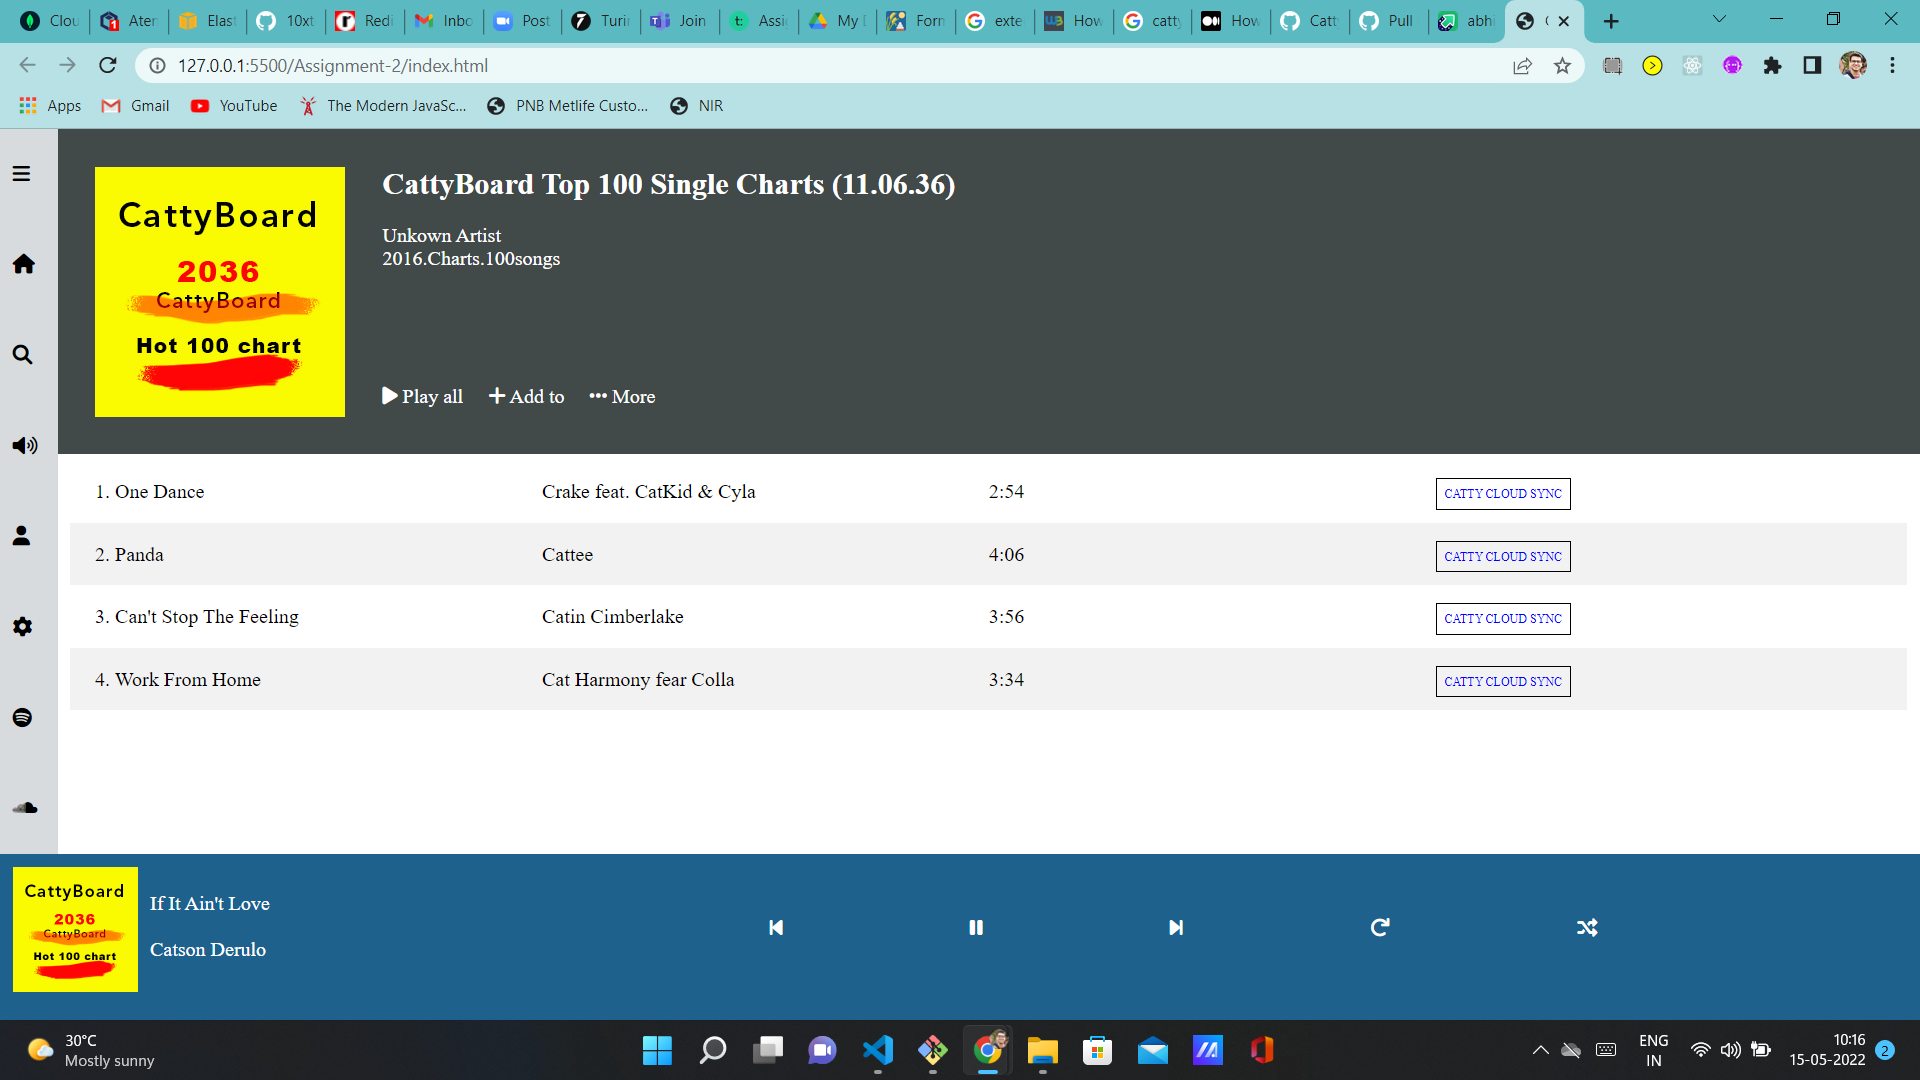 Clou
Aten
Elast
10xt
Redi
Inbo
Post
Turin
Join
Assig
My D
Form
exte
How
catty
How
Catt
Pull
abhi
127.0.0.1:5500/Assignment-2/index.html
Apps
Gmail
YouTube
The Modern JavaSc...
PNB Metlife Custo...
NIR
CattyBoard
2036
CattyBoard
Hot 100 chart
CattyBoard Top 100 Single Charts (11.06.36)
Unkown Artist
2016.Charts.100songs
Play all
Add to
More
1. One Dance Crake feat. CatKid & Cyla 2:54 CATTY CLOUD SYNC
2. Panda Cattee 4:06 CATTY CLOUD SYNC
3. Can't Stop The Feeling Catin Cimberlake 3:56 CATTY CLOUD SYNC
4. Work From Home Cat Harmony fear Colla 3:34 CATTY CLOUD SYNC
CattyBoard
2036
CattyBoard
Hot 100 chart
If It Ain't Love
Catson Derulo
30°C
Mostly sunny
ENG
IN
10:16
15-05-2022
2